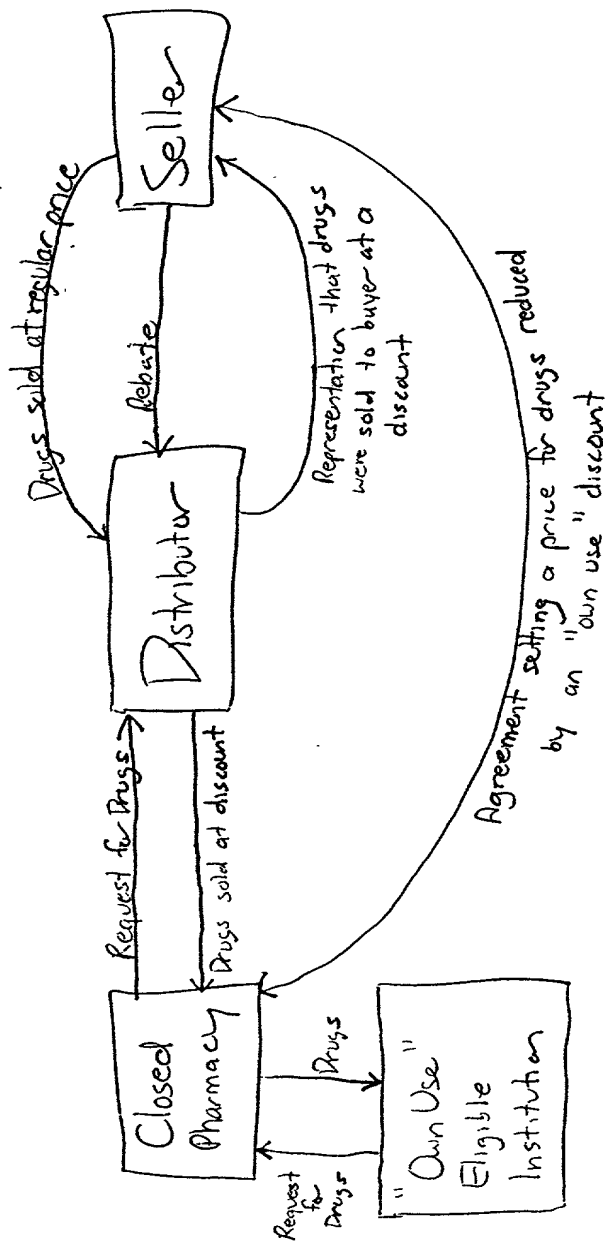 Closed
Pharmacy
Request for Drugs
Drugs sold at discount
Distributor
Drugs sold at regular price
Rebate
Seller
Representation that drugs
were sold to buyer at a
discount
Request
for
Drugs
Drugs
"Own Use"
Eligible
Institution
Agreement setting a price for drugs reduced
by an "own use" discount